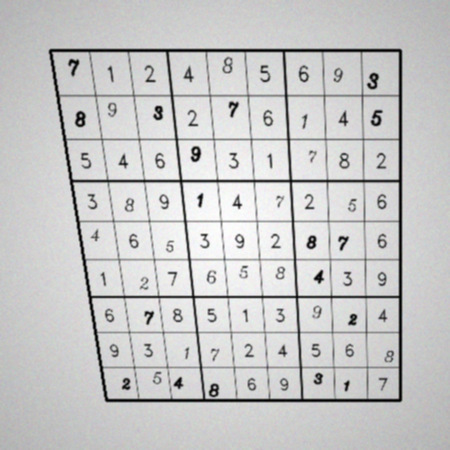 7 1 2 4 8 5 6 9 3
8 9 3 2 7 6 1 4 5
5 4 6 9 3 1 7 8 2
3 8 9 1 4 7 2 5 6
4 6 5 3 9 2 8 7 6
1 2 7 6 5 8 4 3 9
6 7 8 5 1 3 9 2 4
9 3 1 7 2 4 5 6 8
2 5 4 8 6 9 3 1 7